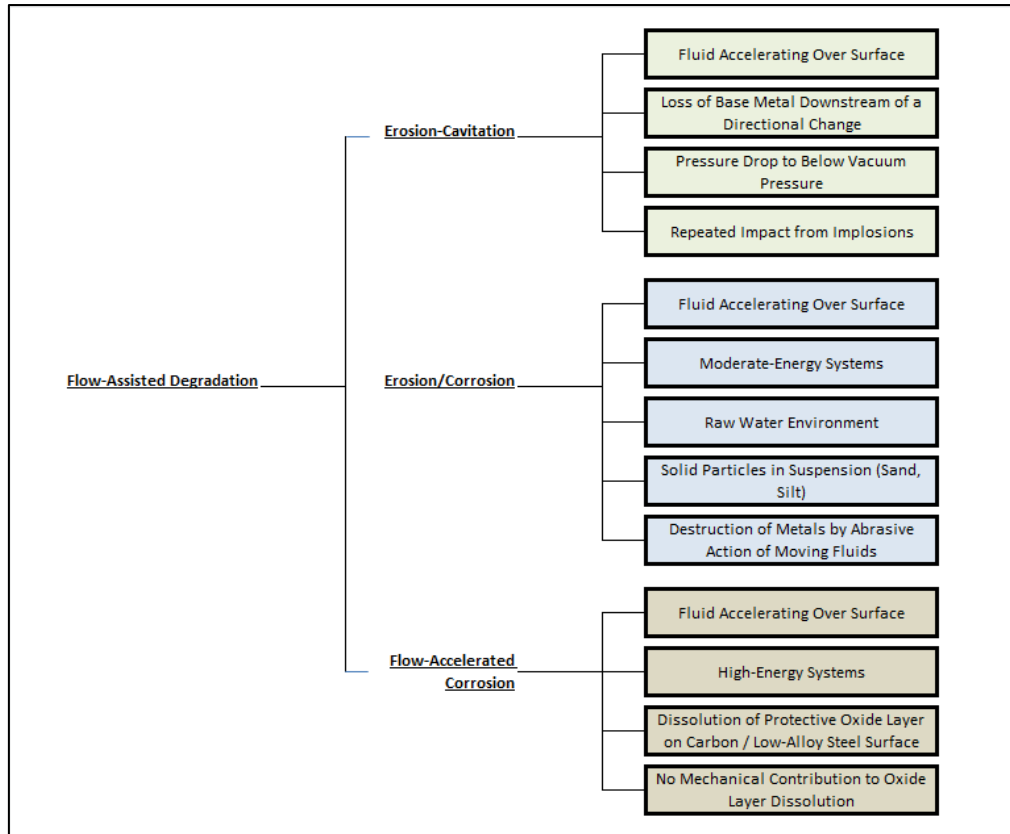 Flow-Assisted Degradation
Erosion-Cavitation
Fluid Accelerating Over Surface
Loss of Base Metal Downstream of a
Directional Change
Pressure Drop to Below Vacuum
Pressure
Repeated Impact from Implosions
Erosion/Corrosion
Fluid Accelerating Over Surface
Moderate-Energy Systems
Raw Water Environment
Solid Particles in Suspension (Sand,
Silt)
Destruction of Metals by Abrasive
Action of Moving Fluids
Flow-Accelerated
Corrosion
Fluid Accelerating Over Surface
High-Energy Systems
Dissolution of Protective Oxide Layer
on Carbon / Low-Alloy Steel Surface
No Mechanical Contribution to Oxide
Layer Dissolution